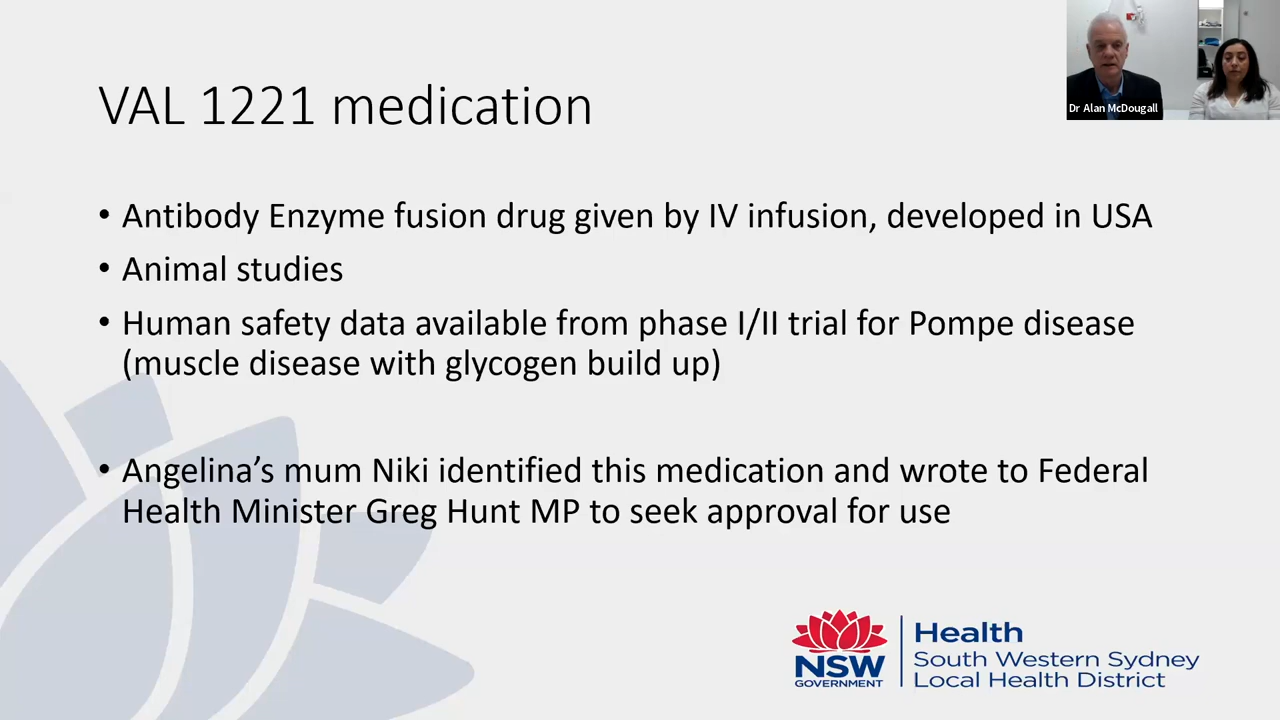 Dr Alan McDougall
VAL 1221 medication
• Antibody Enzyme fusion drug given by IV infusion, developed in USA
• Animal studies
• Human safety data available from phase I/II trial for Pompe disease
(muscle disease with glycogen build up)
• Angelina’s mum Niki identified this medication and wrote to Federal
Health Minister Greg Hunt MP to seek approval for use
NSW
GOVERNMENT
Health
South Western Sydney
Local Health District